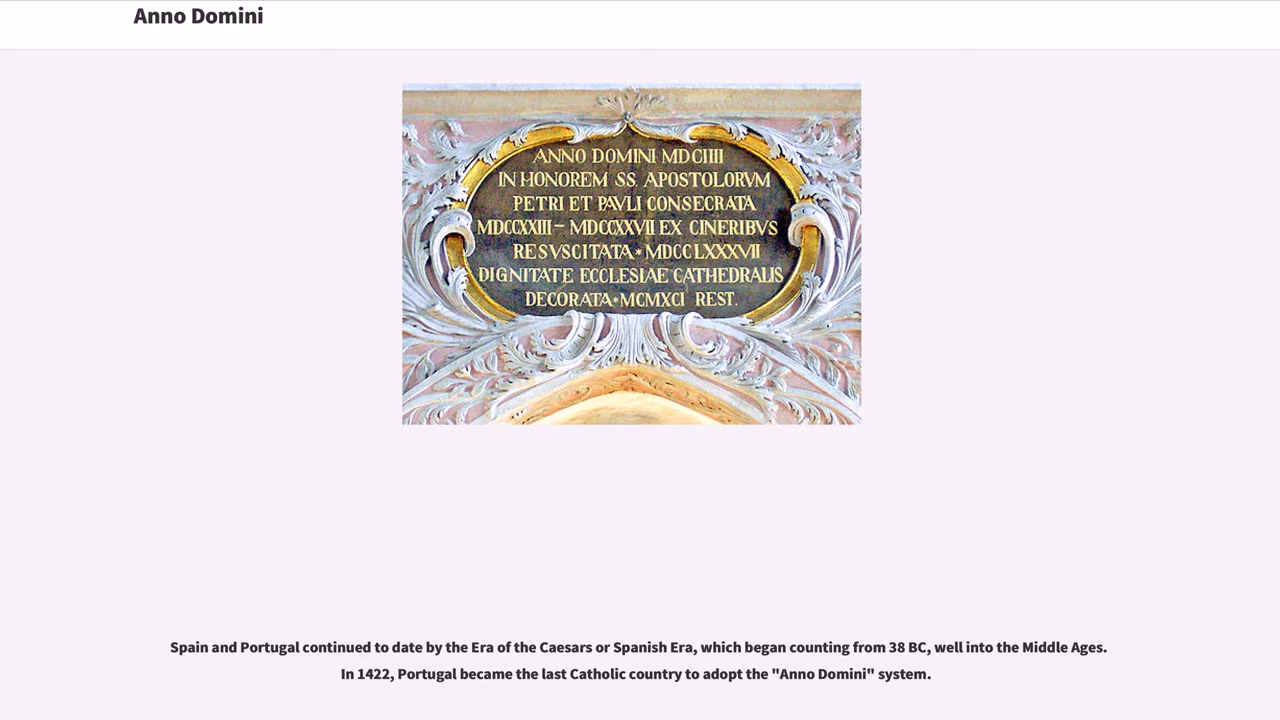 Anno Domini
ANNO DOMINI MDCIIII
IN HONOREM SS. APOSTOLORVM
PETRI ET PAVLI CONSECRATA
MDCCXXIII – MDCCXXVII EX CINERIBVS
RESVSCITATA * MDCCLXXXVII
DIGNITATE ECCLESIAE CATHEDRALIS
DECORATA * MCMXCI REST.
Spain and Portugal continued to date by the Era of the Caesars or Spanish Era, which began counting from 38 BC, well into the Middle Ages.
In 1422, Portugal became the last Catholic country to adopt the "Anno Domini" system.